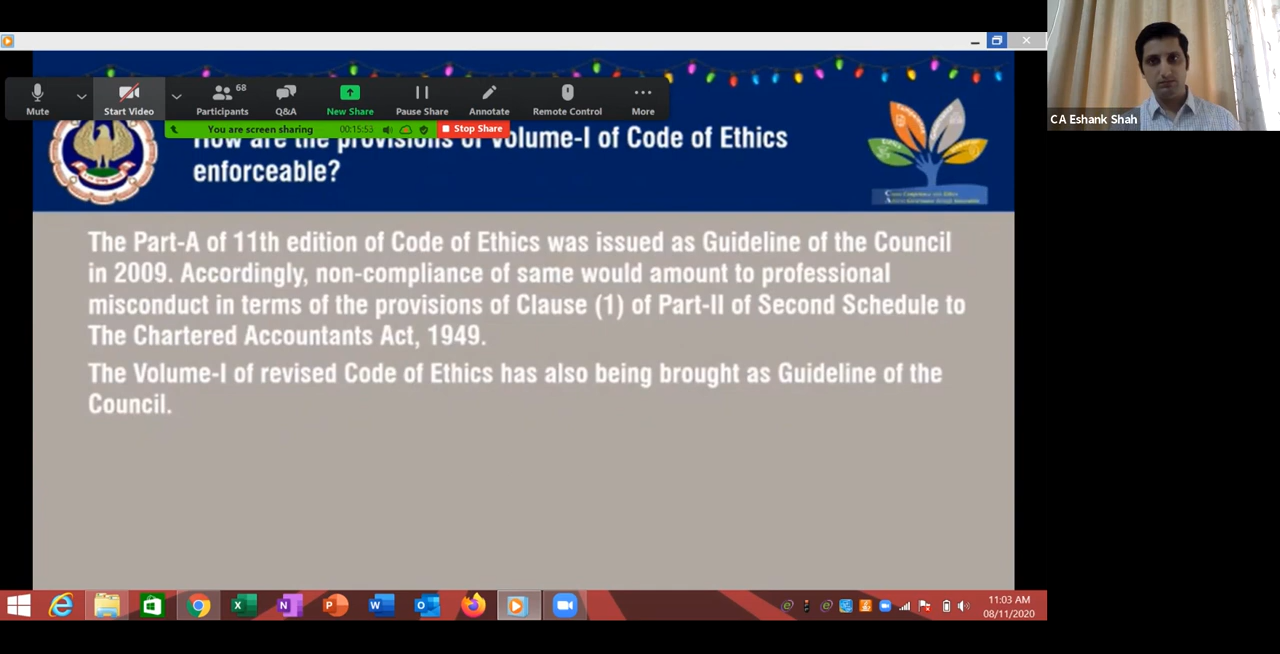 CA Eshank Shah
Mute
Start Video
Participants
68
Q&A
New Share
Pause Share
Annotate
Remote Control
More
You are screen sharing
00:15:53
Stop Share
How are the provisions of Volume-I of Code of Ethics
enforceable?
The Part-A of 11th edition of Code of Ethics was issued as Guideline of the Council
in 2009. Accordingly, non-compliance of same would amount to professional
misconduct in terms of the provisions of Clause (1) of Part-II of Second Schedule to
The Chartered Accountants Act, 1949.
The Volume-I of revised Code of Ethics has also being brought as Guideline of the
Council.
11:03 AM
08/11/2020